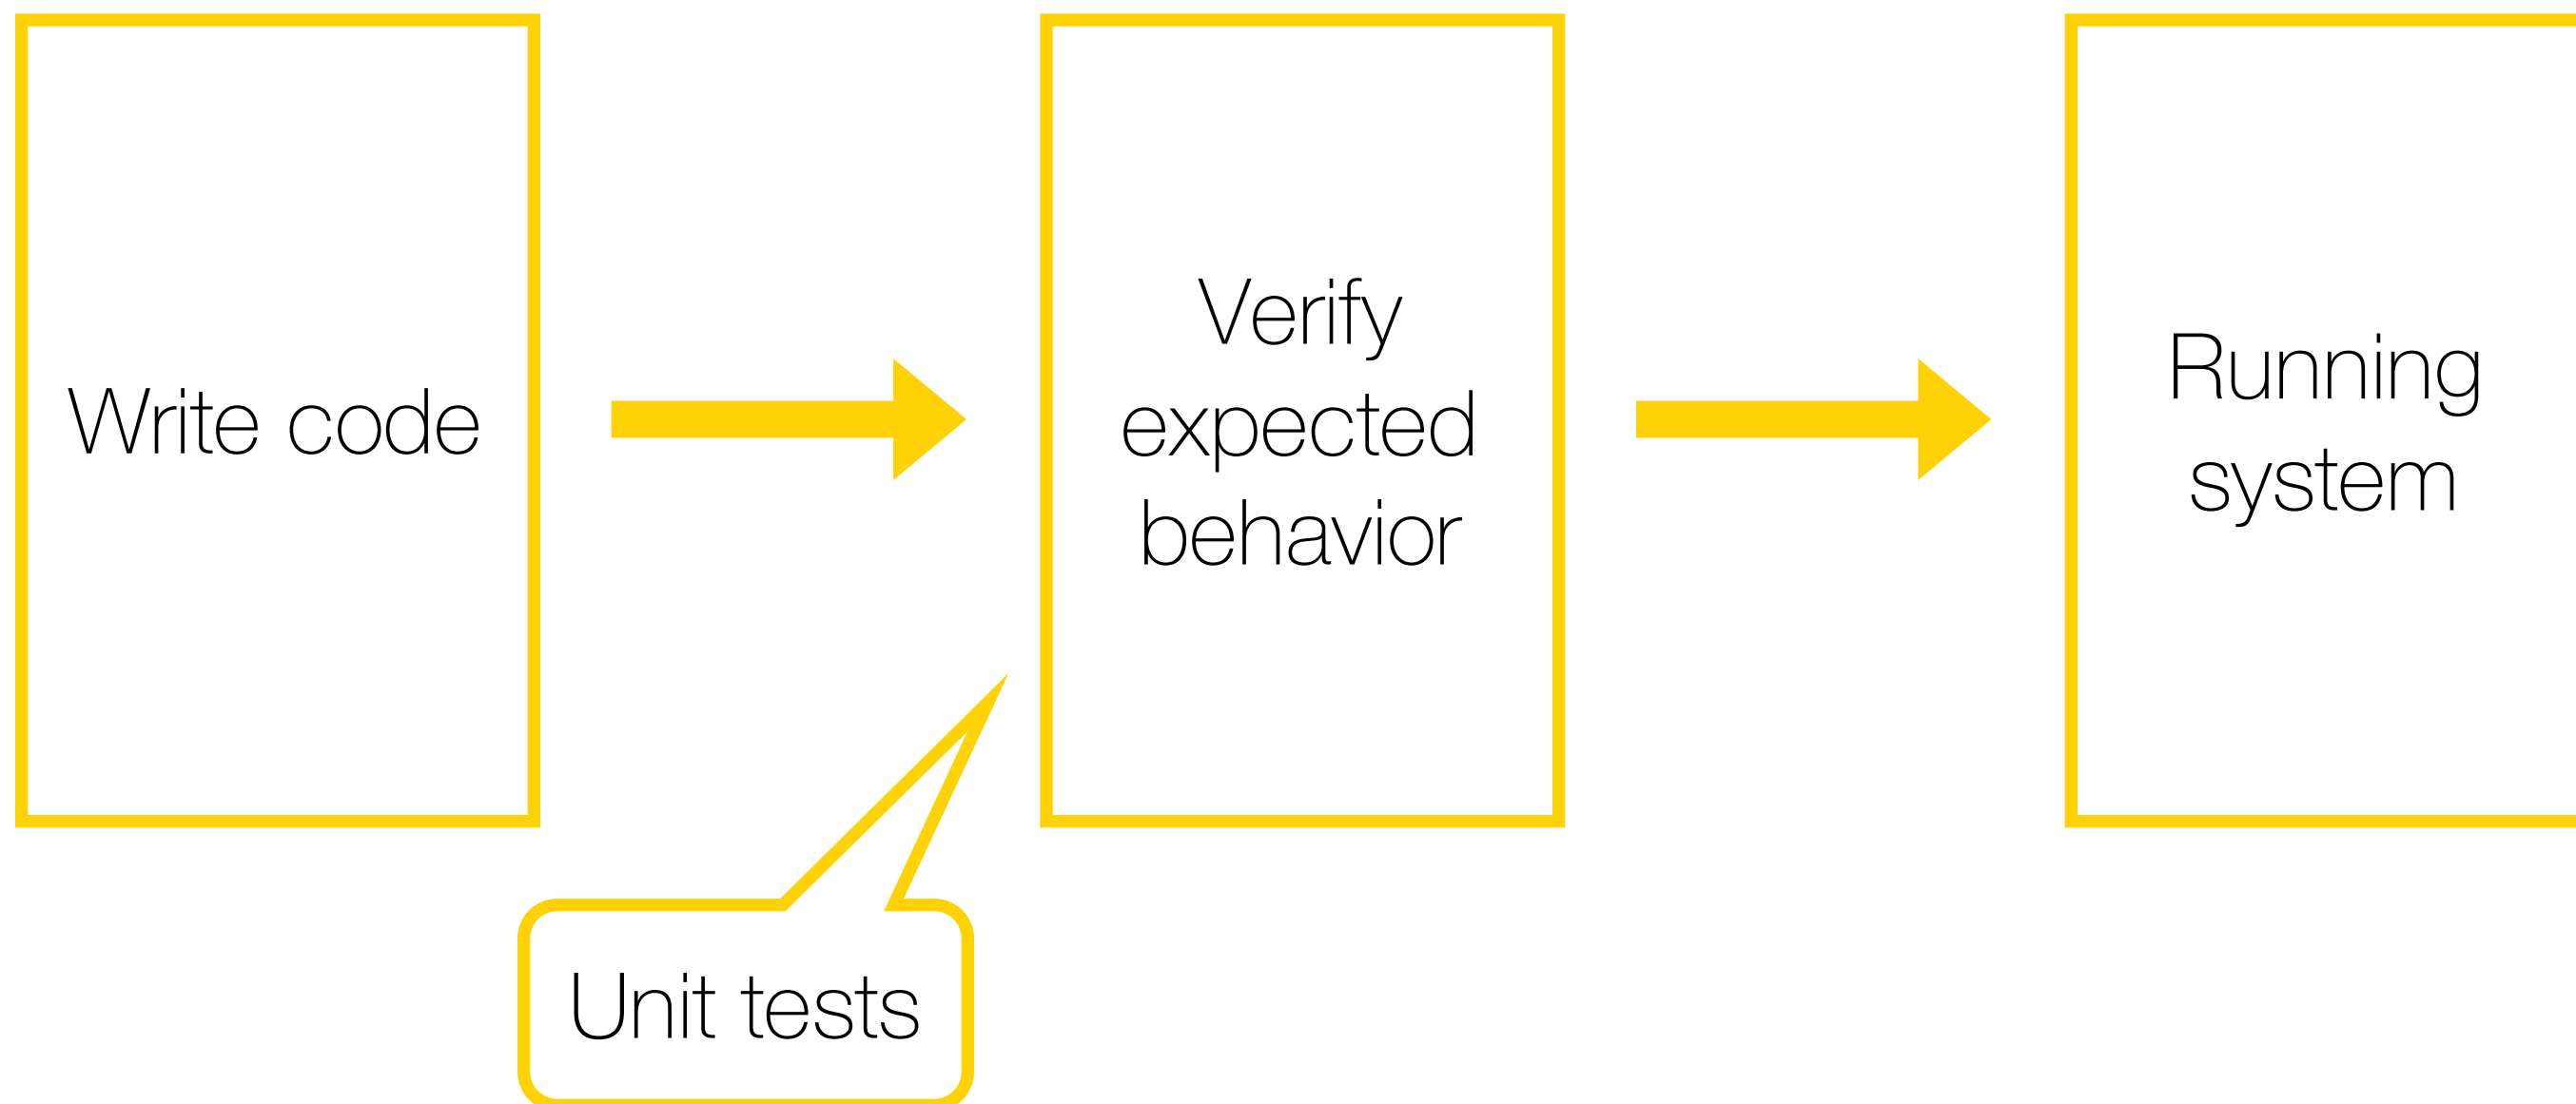 Write code
Verify
expected
behavior
Running
system
Unit tests